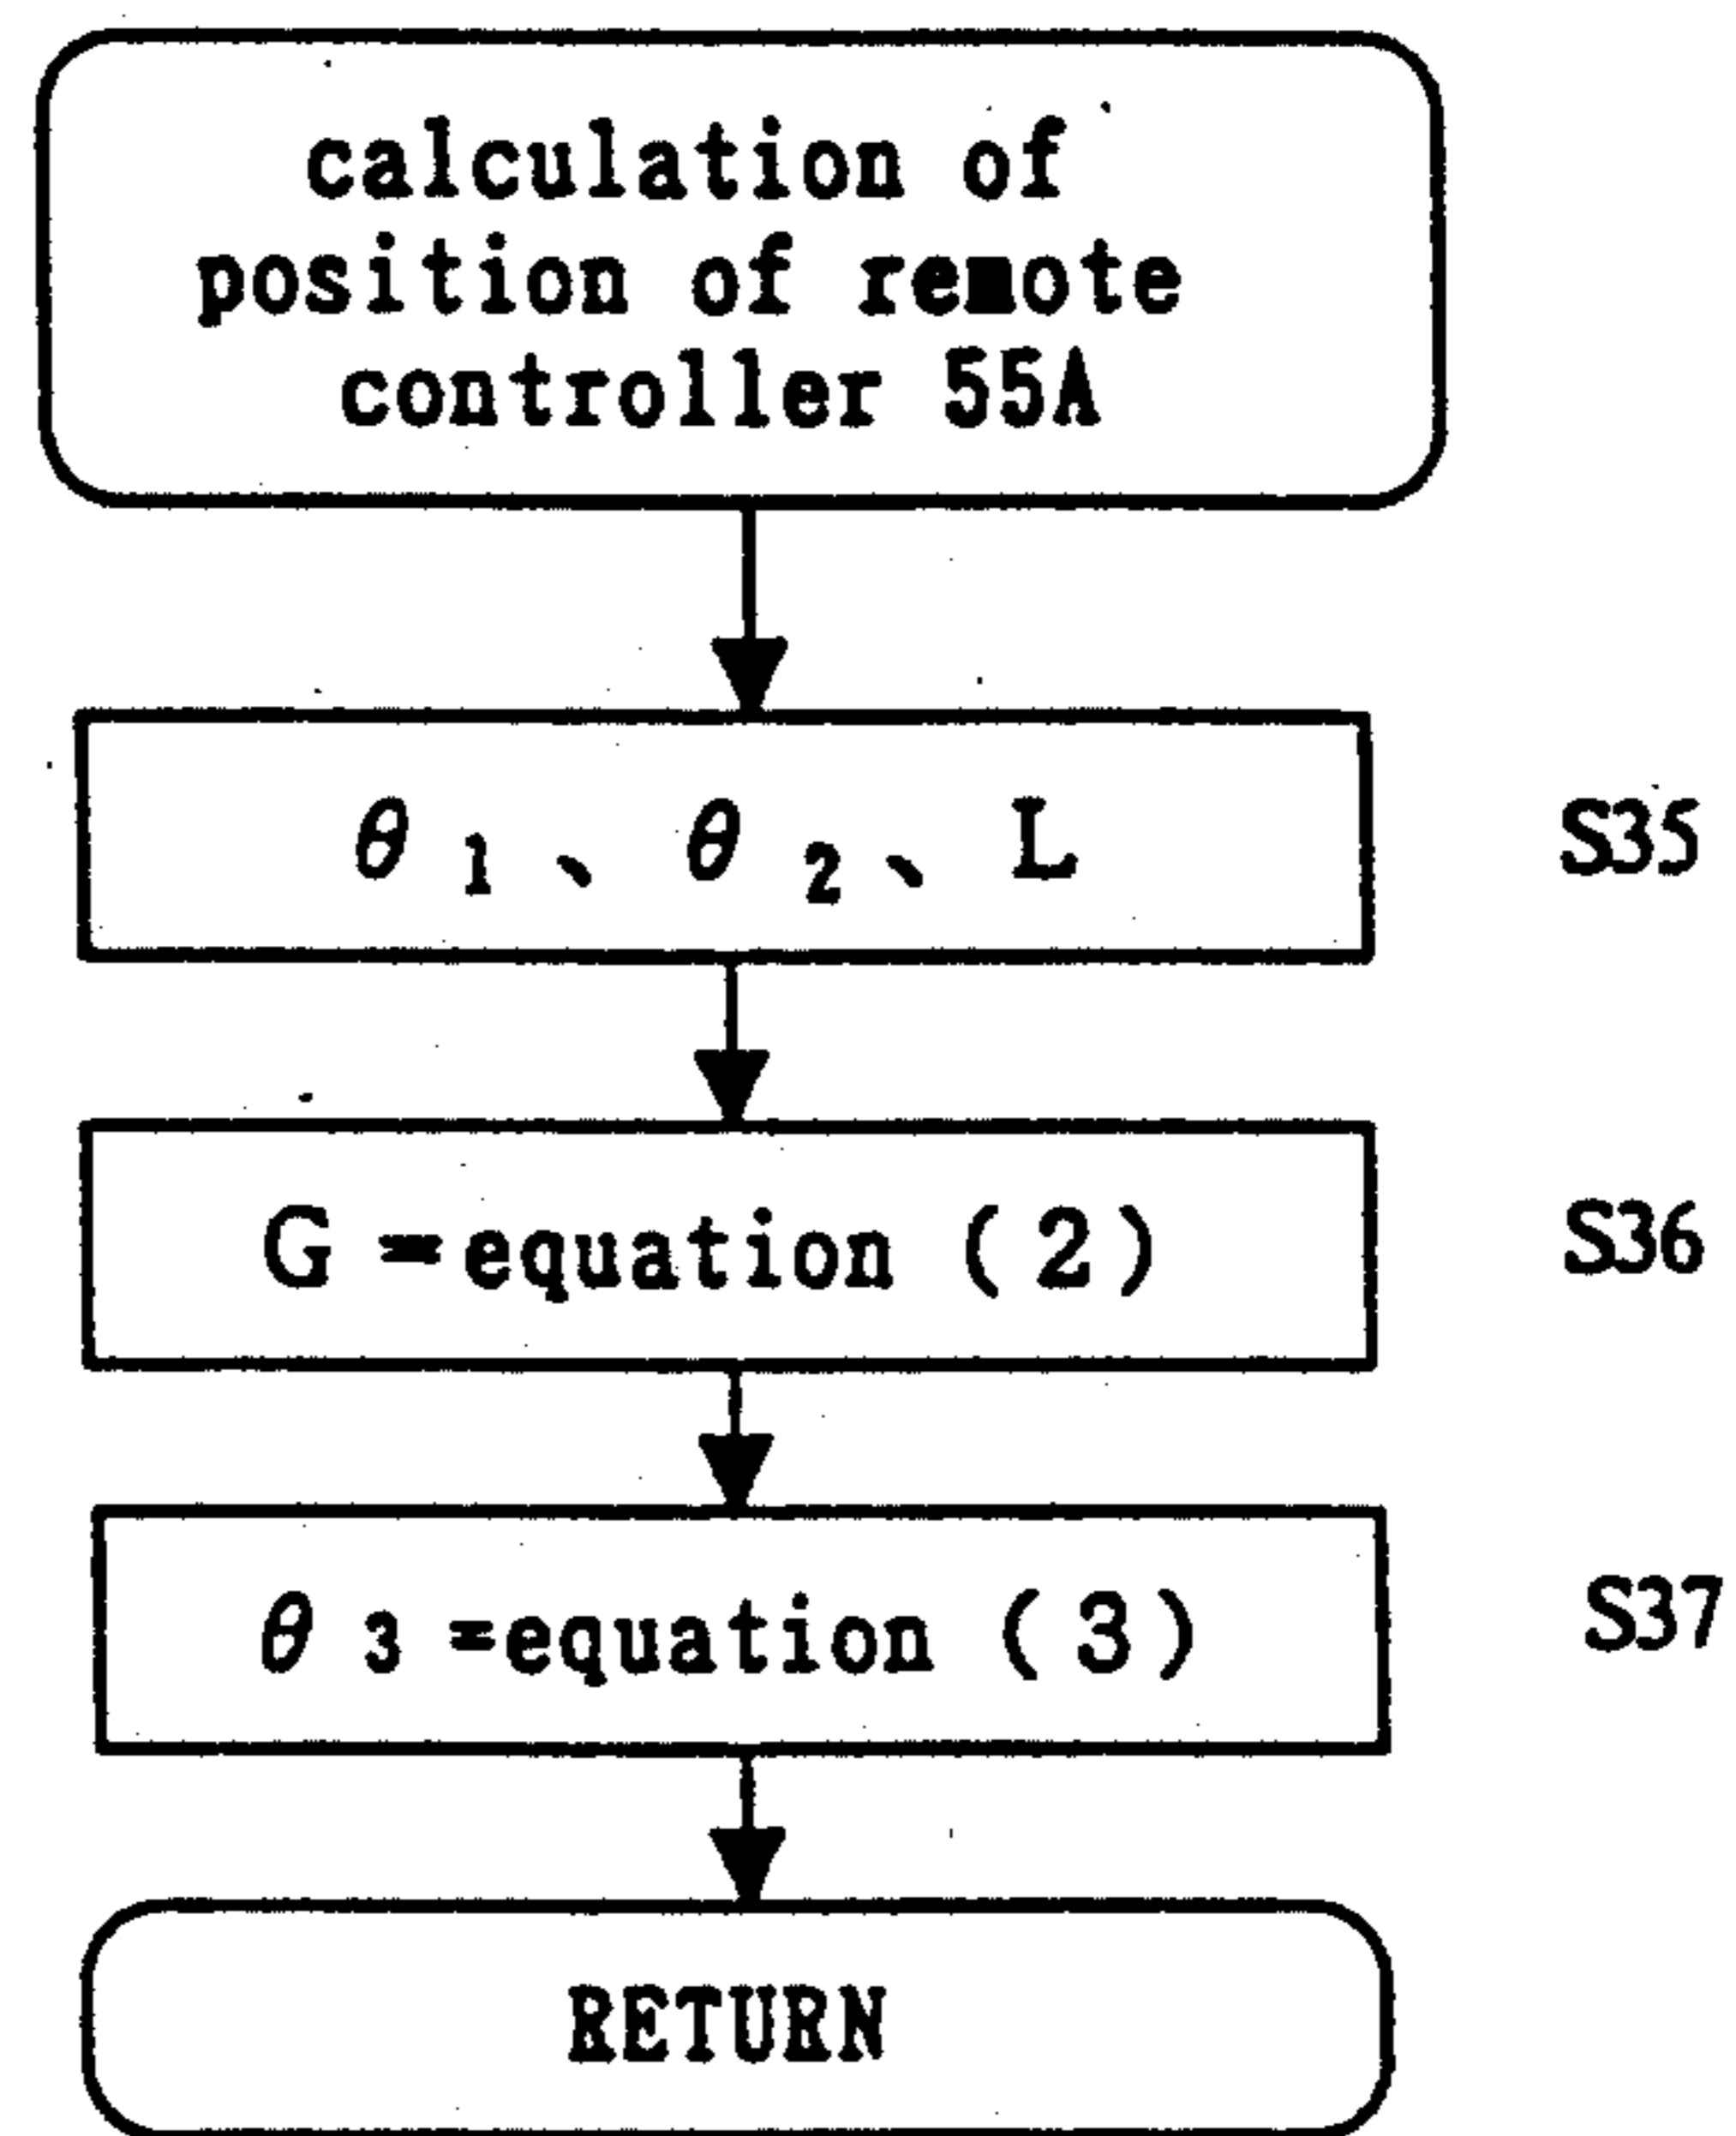 calculation of
position of remote
controller 55A
θ 1、θ 2、L
S35
G =equation (2)
S36
θ 3 =equation (3)
S37
RETURN